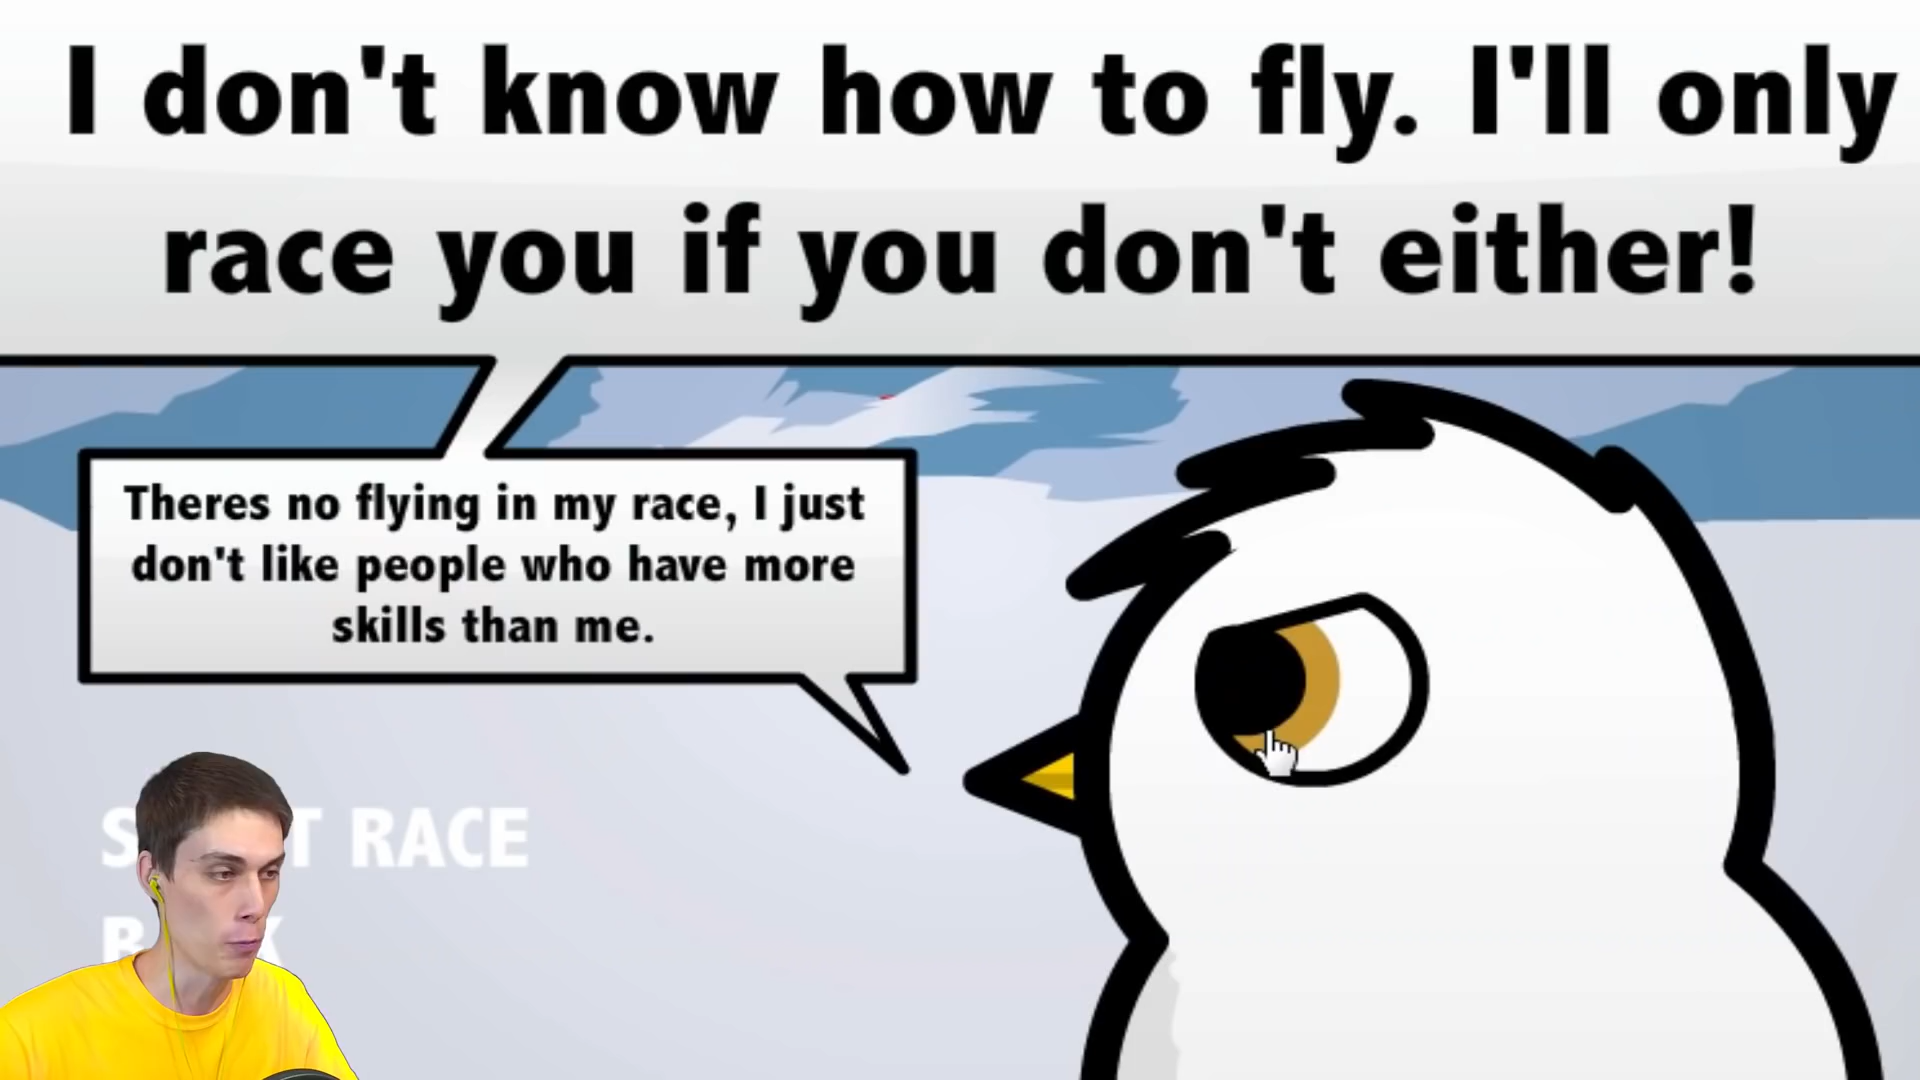 I don't know how to fly. I'll only
race you if you don't either!
Theres no flying in my race, I just
don't like people who have more
skills than me.
RACE